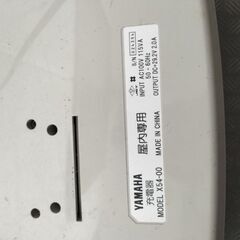 YAMAHA
充電器
MODEL X54-00
屋内専用
MADE IN CHINA
INPUT AC100V 115VA
50-60Hz
OUTPUT DC=29.2V 2.0A
S/N